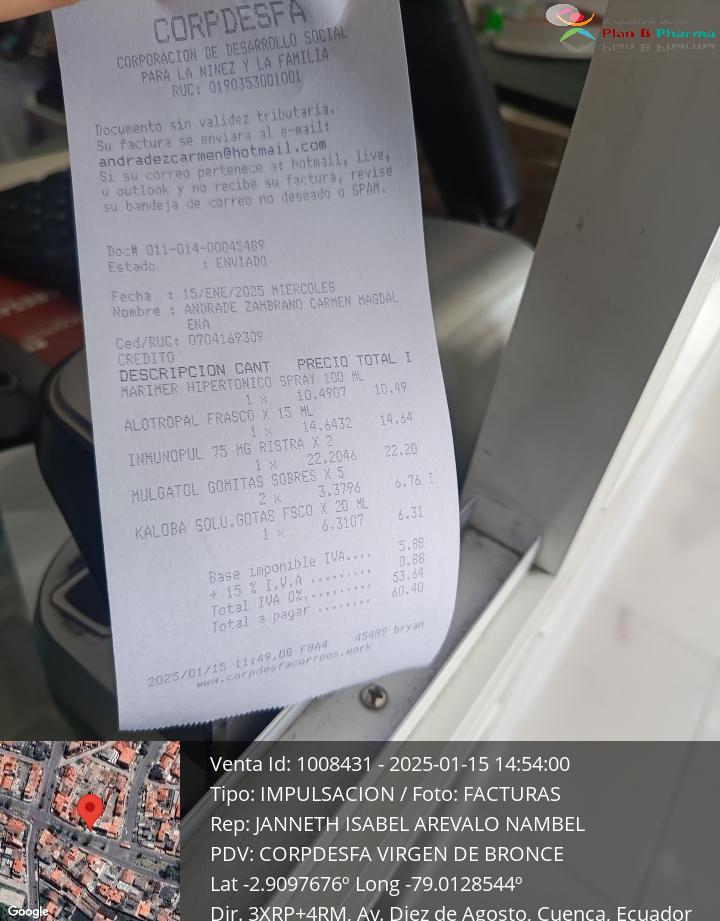 CORPDESFA
CORPORACION DE DESARROLLO SOCIAL
PARA LA NINEZ Y LA FAMILIA
RUC: 0190353001001
Documento sin validez tributaria.
Su factura se enviara al e-mail:
andradezcarmen@hotmail.com
Si su correo pertenece a: hotmail, live,
u outlook y no recibe su factura, revise
su bandeja de correo no deseado o SPAM.
Doc# 011-014-00045489
Estado : ENVIADO
Fecha : 15/ENE/2025 MIERCOLES
Nombre : ANDRADE ZAMBRANO CARMEN MAGDAL
ENA
Ced/RUC: 0704169309
CREDITO
DESCRIPCION CANT PRECIO TOTAL I
MARIMER HIPERTONICO SPRAY 100 ML
1 x 10.4907 10.49
ALOTROPAL FRASCO X 15 ML
1 x 14.6432 14.64
INMUNOPUL 75 MG RISTRA X 2
1 x 22.2046 22.20
MULGATOL GOMITAS SOBRES X 5
2 x 3.3796 6.76 I
KALOBA SOLU.GOTAS FSCO X 20 ML
1 x 6.3107 6.31
Base imponible IVA.... 5.88
+ 15 % I.V.A ......... 0.88
Total IVA 0%.......... 53.64
Total a pagar ........ 60.40
2025/01/15 11:49.08 F0A4 45489 bryan
www.corpdesfacorreos.work
Plan B Pharma
Venta Id: 1008431 - 2025-01-15 14:54:00
Tipo: IMPULSACION / Foto: FACTURAS
Rep: JANNETH ISABEL AREVALO NAMBEL
PDV: CORPDESFA VIRGEN DE BRONCE
Lat -2.9097676º Long -79.0128544º
Dir. 3XRP+4RM, Av. Diez de Agosto, Cuenca, Ecuador
Google